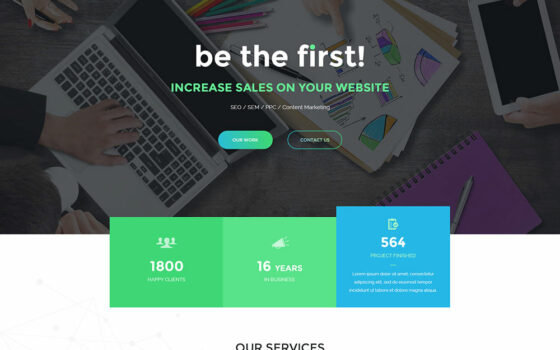 be the first!
INCREASE SALES ON YOUR WEBSITE
SEO / SEM / PPC / Content Marketing
OUR WORK
CONTACT US
1800
HAPPY CLIENTS
16 YEARS
IN BUSINESS
564
PROJECT FINISHED
Lorem ipsum dolor sit amet, consectetur
adipiscing elit, sed do eiusmod tempor
incididunt ut labore et dolore magna aliqua.
OUR SERVICES